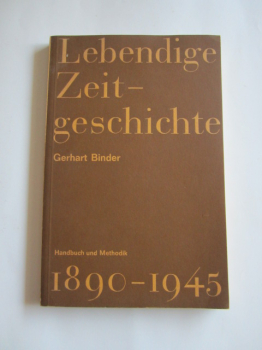 Lebendige
Zeit-
geschichte
Gerhart Binder
Handbuch und Methodik
1890-1945